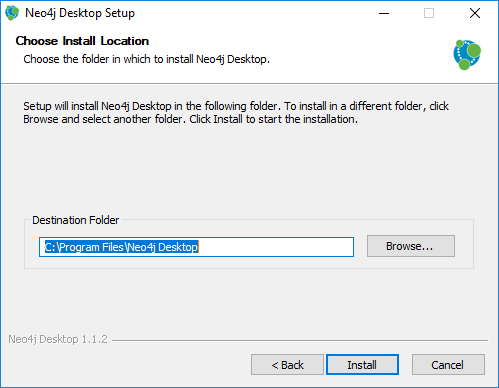 Neo4j Desktop Setup
Choose Install Location
Choose the folder in which to install Neo4j Desktop.
Setup will install Neo4j Desktop in the following folder. To install in a different folder, click
Browse and select another folder. Click Install to start the installation.
Destination Folder
C:\Program Files\Neo4j Desktop
Browse...
Neo4j Desktop 1.1.2
< Back
Install
Cancel